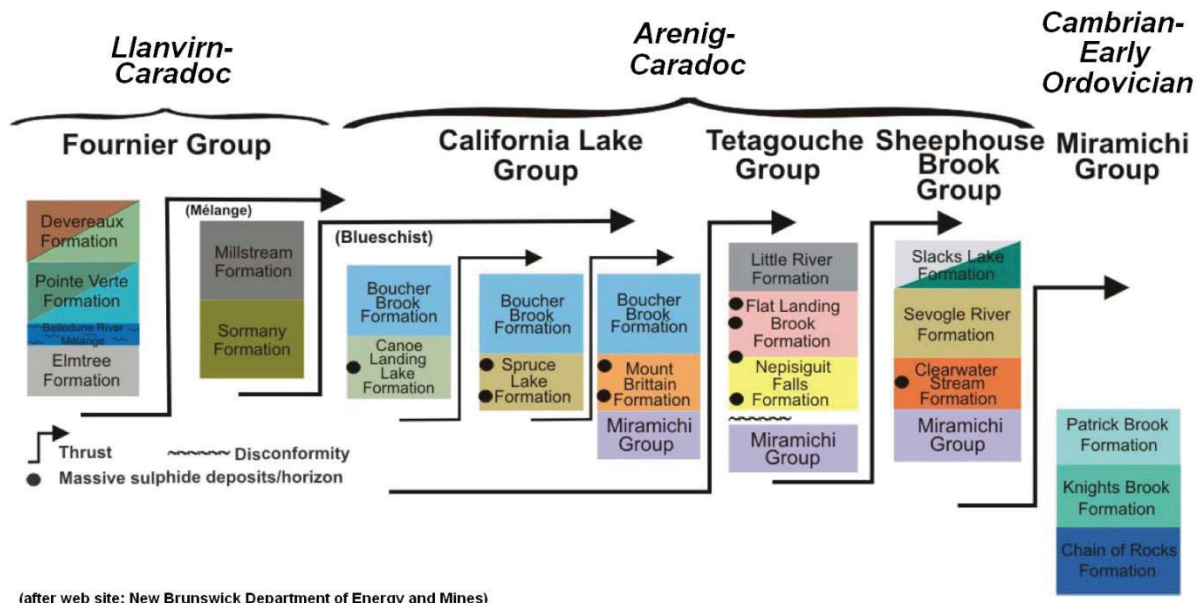 Llanvirn-
Caradoc
Arenig-
Caradoc
Cambrian-
Early
Ordovician
Fournier Group
California Lake
Group
Tetagouche
Group
Sheephouse
Brook
Group
Miramichi
Group
Devereaux
Formation
Pointe Verte
Formation
Belledune River
Mélange
Elmtree
Formation
(Mélange)
Millstream
Formation
Sormany
Formation
(Blueschist)
Boucher
Brook
Formation
Canoe
Landing
Lake
Formation
Boucher
Brook
Formation
Spruce
Lake
Formation
Boucher
Brook
Formation
Mount
Brittain
Formation
Miramichi
Group
Little River
Formation
Flat Landing
Brook
Formation
Nepisiguit
Falls
Formation
Miramichi
Group
Slacks Lake
Formation
Sevogle River
Formation
Clearwater
Stream
Formation
Miramichi
Group
Patrick Brook
Formation
Knights Brook
Formation
Chain of Rocks
Formation
Thrust
Disconformity
Massive sulphide deposits/horizon
(after web site: New Brunswick Department of Energy and Mines)